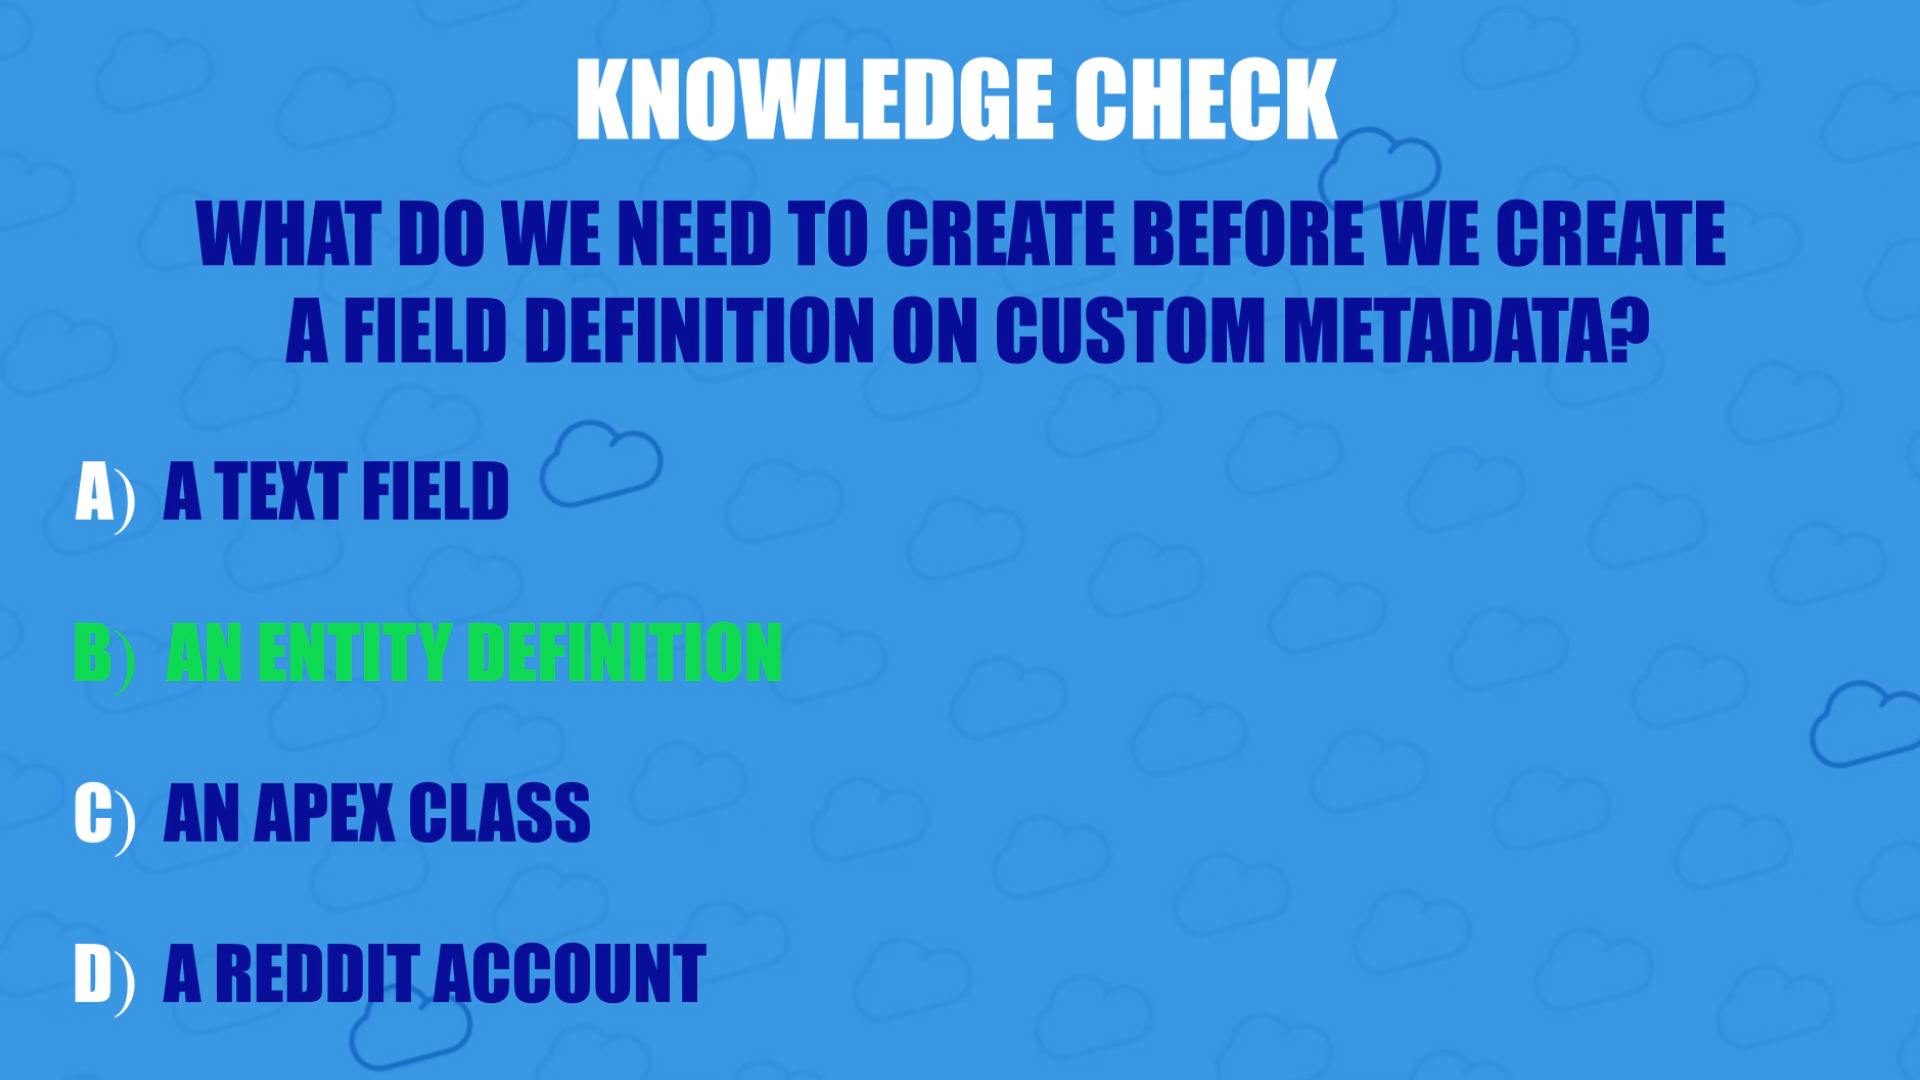 KNOWLEDGE CHECK
WHAT DO WE NEED TO CREATE BEFORE WE CREATE
A FIELD DEFINITION ON CUSTOM METADATA?
A) A TEXT FIELD
B) AN ENTITY DEFINITION
C) AN APEX CLASS
D) A REDDIT ACCOUNT